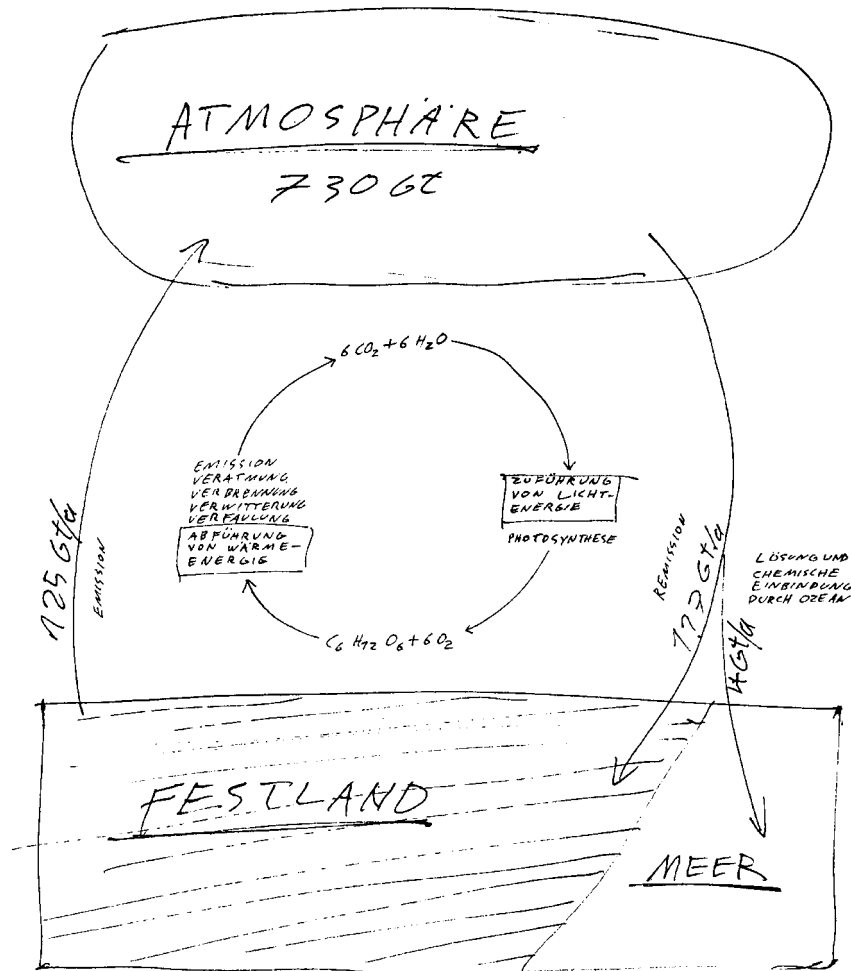 ATMOSPHÄRE
730 Gt
6 CO₂ + 6 H₂O
EMISSION
VERATMUNG
VERBRENNUNG
VERWITTERUNG
VERFAULUNG
ABFÜHRUNG
VON WÄRME-
ENERGIE
ZUFÜHRUNG
VON LICHT-
ENERGIE
PHOTOSYNTHESE
C₆ H₁₂ O₆ + 6 O₂
125 Gt/a
EMISSION
REMISSION
117 Gt/a
4 Gt/a
LÖSUNG UND
CHEMISCHE
EINBINDUNG
DURCH OZEAN
FESTLAND
MEER